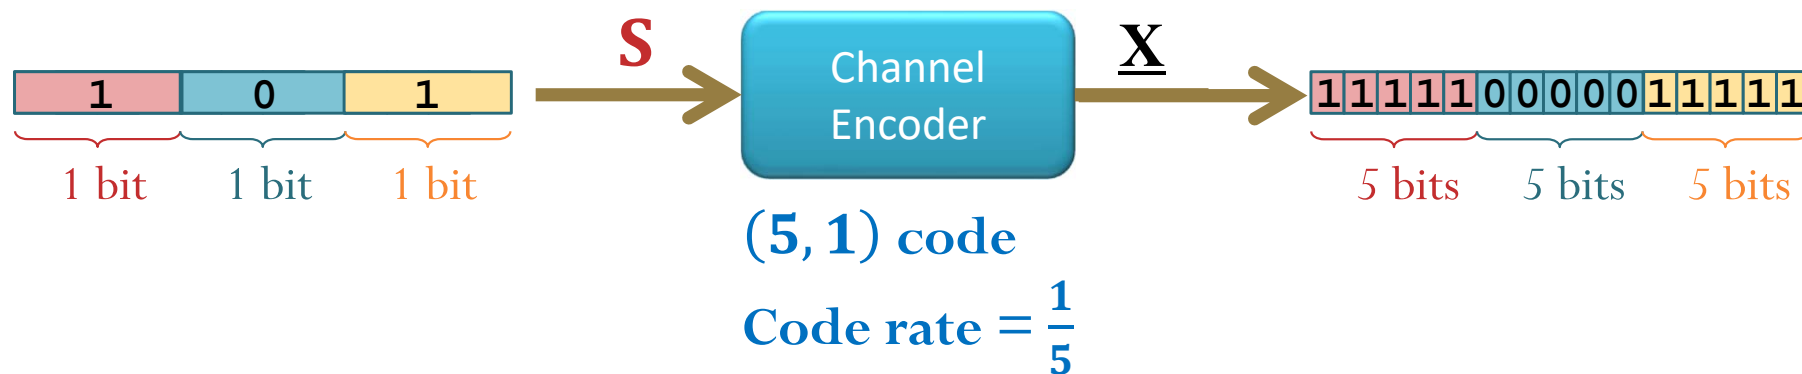 S
X
Channel
Encoder
1 0 1
111110000011111
1 bit 1 bit 1 bit
5 bits 5 bits 5 bits
(5, 1) code
Code rate = 1/5